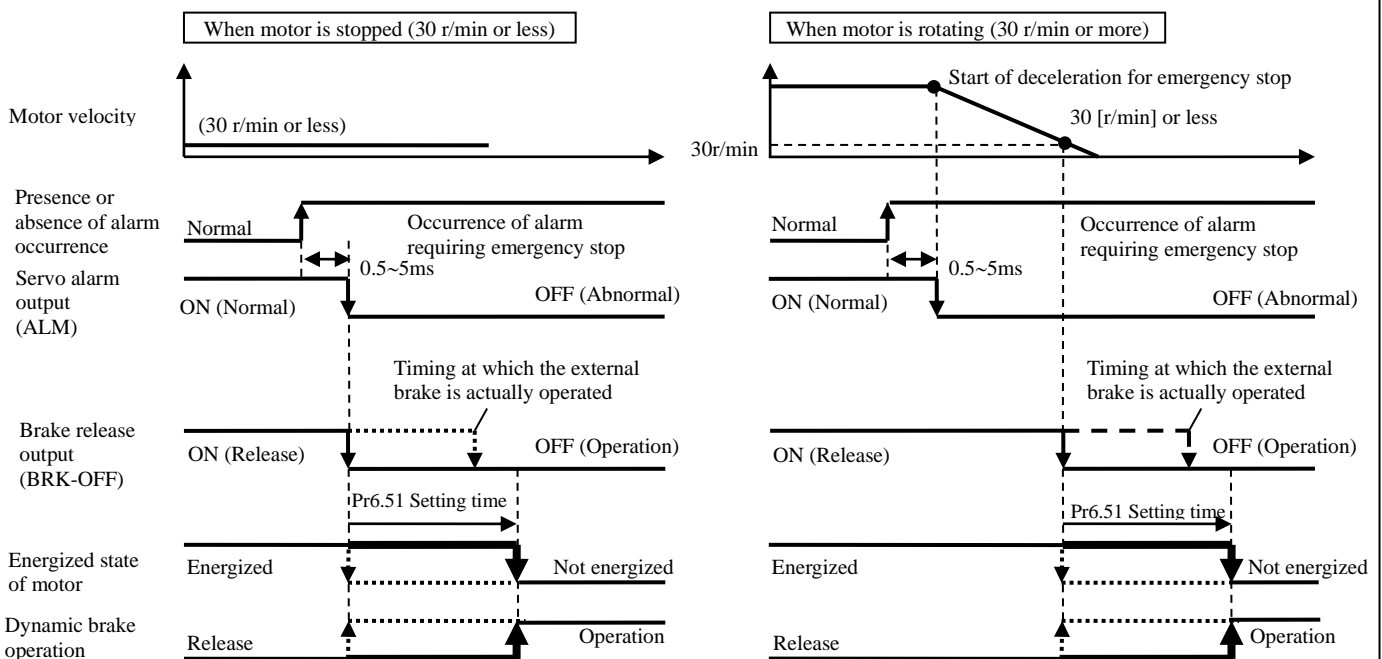 When motor is stopped (30 r/min or less)
When motor is rotating (30 r/min or more)
Motor velocity
(30 r/min or less)
Start of deceleration for emergency stop
30 [r/min] or less
30r/min
Presence or
absence of alarm
occurrence
Normal
Occurrence of alarm
requiring emergency stop
Normal
Occurrence of alarm
requiring emergency stop
Servo alarm
output
(ALM)
0.5~5ms
ON (Normal)
OFF (Abnormal)
0.5~5ms
ON (Normal)
OFF (Abnormal)
Timing at which the external
brake is actually operated
Timing at which the external
brake is actually operated
Brake release
output
(BRK-OFF)
ON (Release)
OFF (Operation)
ON (Release)
OFF (Operation)
Pr6.51 Setting time
Pr6.51 Setting time
Energized state
of motor
Energized
Not energized
Energized
Not energized
Dynamic brake
operation
Release
Operation
Release
Operation